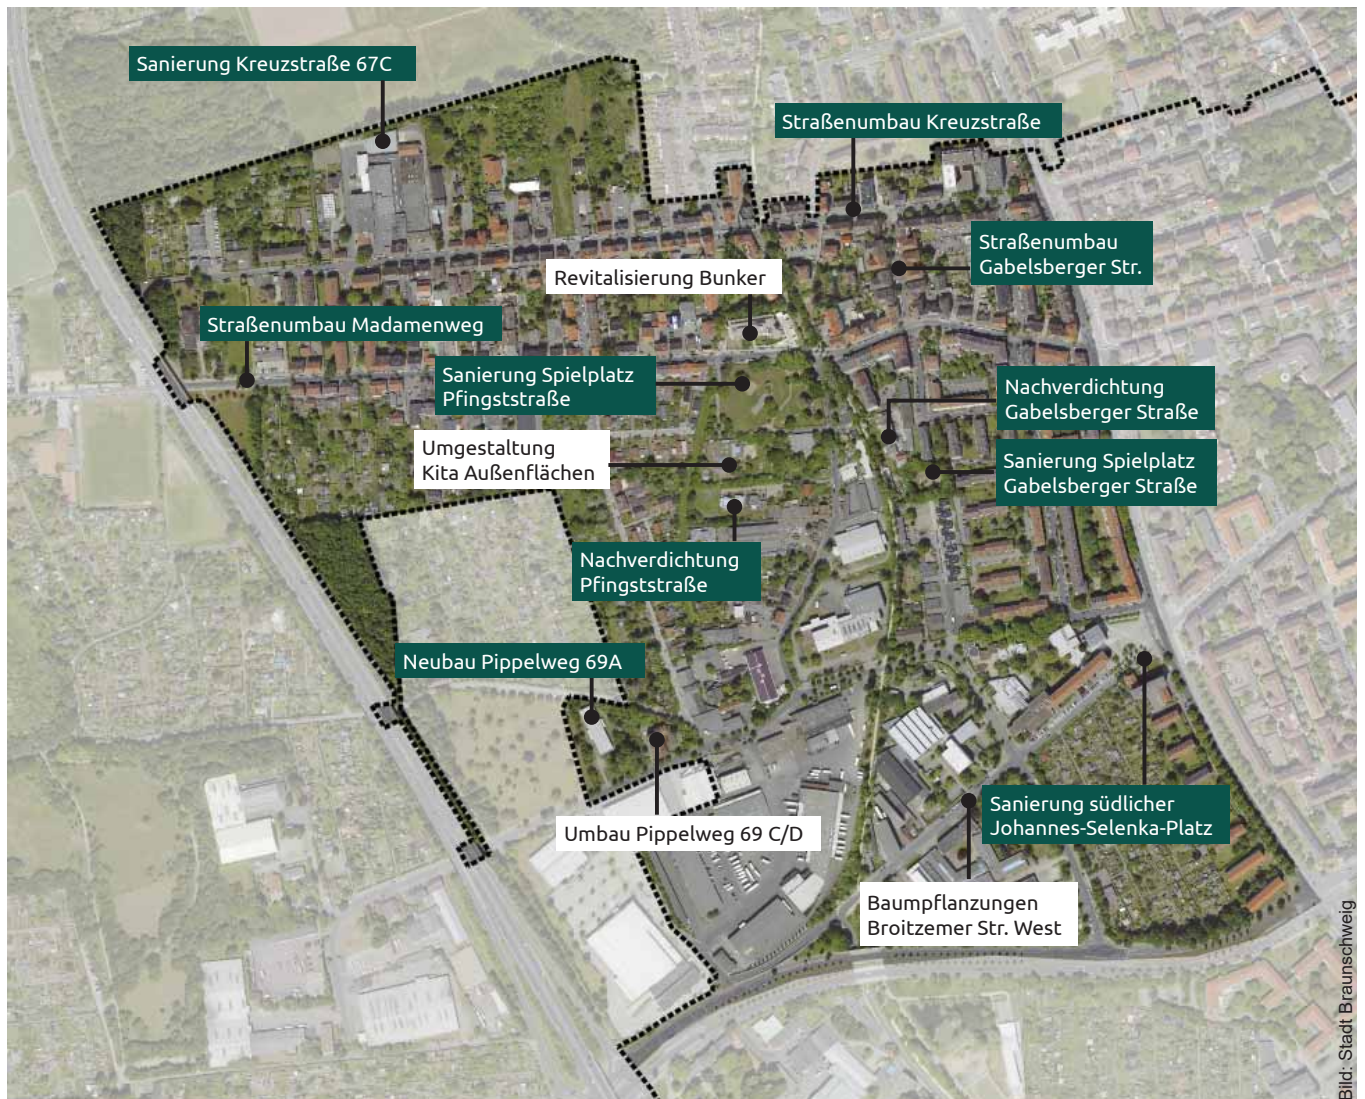 Sanierung Kreuzstraße 67C
Straßenumbau Kreuzstraße
Straßenumbau
Gabelsberger Str.
Revitalisierung Bunker
Straßenumbau Madamenweg
Sanierung Spielplatz
Pfingststraße
Nachverdichtung
Gabelsberger Straße
Umgestaltung
Kita Außenflächen
Sanierung Spielplatz
Gabelsberger Straße
Nachverdichtung
Pfingststraße
Neubau Pippelweg 69A
Sanierung südlicher
Johannes-Selenka-Platz
Umbau Pippelweg 69 C/D
Baumpflanzungen
Broitzemer Str. West
Bild: Stadt Braunschweig